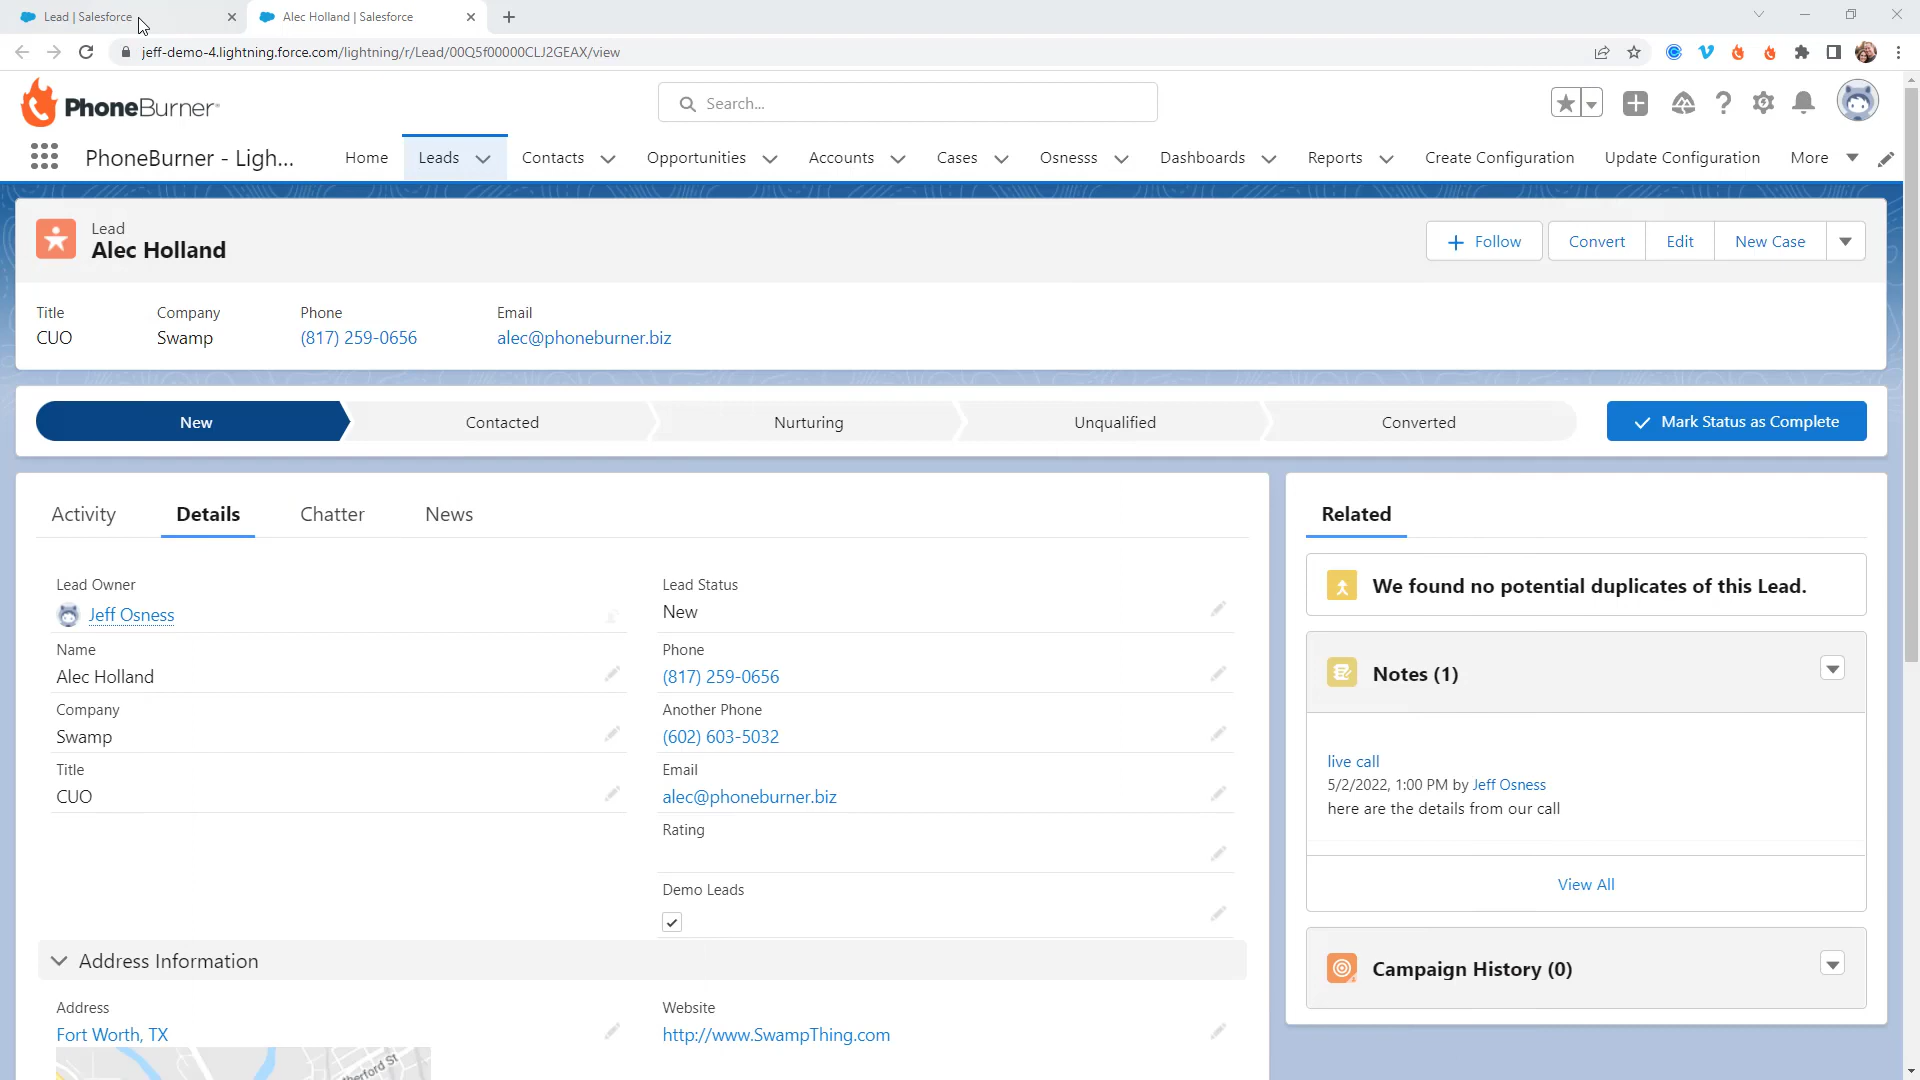 Lead | Salesforce
Alec Holland | Salesforce
jeff-demo-4.lightning.force.com/lightning/r/Lead/00Q5f00000CLJ2GEAX/view
PhoneBurner
Search...
PhoneBurner - Ligh...
Home
Leads
Contacts
Opportunities
Accounts
Cases
Osnesss
Dashboards
Reports
Create Configuration
Update Configuration
More
Lead
Alec Holland
Follow
Convert
Edit
New Case
Title
Company
Phone
Email
CUO
Swamp
(817) 259-0656
alec@phoneburner.biz
New
Contacted
Nurturing
Unqualified
Converted
Mark Status as Complete
Activity
Details
Chatter
News
Lead Owner
Jeff Osness
Name
Alec Holland
Company
Swamp
Title
CUO
Lead Status
New
Phone
(817) 259-0656
Another Phone
(602) 603-5032
Email
alec@phoneburner.biz
Rating
Demo Leads
Address Information
Address
Fort Worth, TX
Website
http://www.SwampThing.com
Related
We found no potential duplicates of this Lead.
Notes (1)
live call
5/2/2022, 1:00 PM by Jeff Osness
here are the details from our call
View All
Campaign History (0)